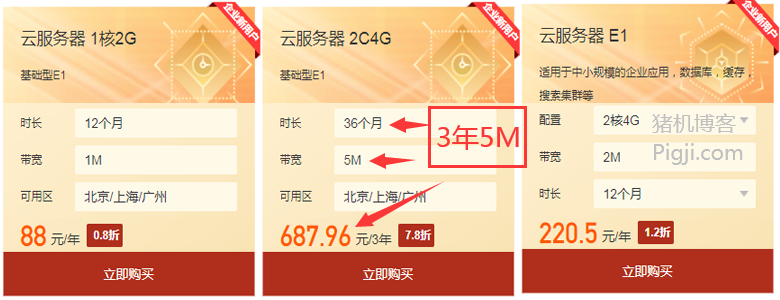 企业新用户
云服务器 1核2G
基础型E1
时长 12个月
带宽 1M
可用区 北京/上海/广州
88 元/年 0.8折
立即购买
企业新用户
云服务器 2C4G
基础型E1
时长 36个月
带宽 5M
可用区 北京/上海/广州
687.96 元/3年 7.8折
立即购买
3年5M
企业新用户
云服务器 E1
适用于中小规模的企业应用，数据库，缓存，
搜索集群等
配置 2核4G
带宽 2M
时长 12个月
220.5 元/年 1.2折
立即购买
猪机博客
Pigji.com